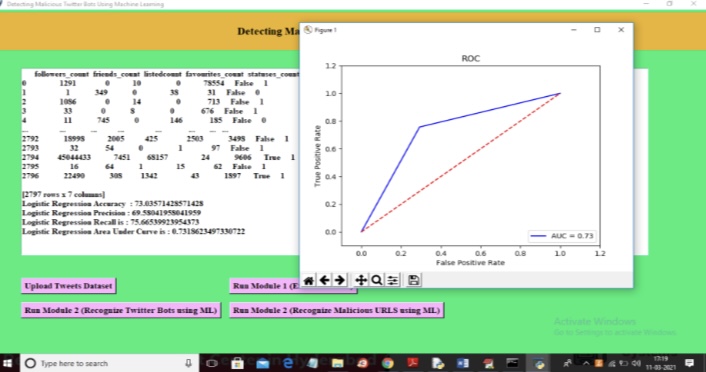 Detecting Malicious Twitter Bots Using Machine Learning
Detecting Ma
Figure 1
followers_count friends_count listedcount favourites_count statuses_count
0 1291 0 10 0 78554 False 1
1 1 349 0 38 31 False 0
2 1086 0 14 0 713 False 1
3 33 0 8 0 676 False 1
4 11 745 0 146 185 False 0
... ... ... ... ... ... ... ...
2792 18998 2005 425 2503 3498 False 1
2793 32 54 0 1 97 False 1
2794 45044433 7451 68157 24 9606 True 1
2795 16 64 1 15 62 False 1
2796 22490 308 1342 43 1897 True 1
[2797 rows x 7 columns]
Logistic Regression Accuracy : 73.03571428571428
Logistic Regression Precision : 69.58041958041959
Logistic Regression Recall is : 75.66539923954373
Logistic Regression Area Under Curve is : 0.7318623497330722
ROC
True Positive Rate
1.2
1.0
0.8
0.6
0.4
0.2
0.0
AUC = 0.73
0.0 0.2 0.4 0.6 0.8 1.0 1.2
False Positive Rate
Upload Tweets Dataset
Run Module 1 (E
Run Module 2 (Recognize Twitter Bots using ML)
Run Module 2 (Recognize Malicious URLS using ML)
Activate Windows
Go to Settings to activate Windows.
Type here to search
17:19
11-03-2021